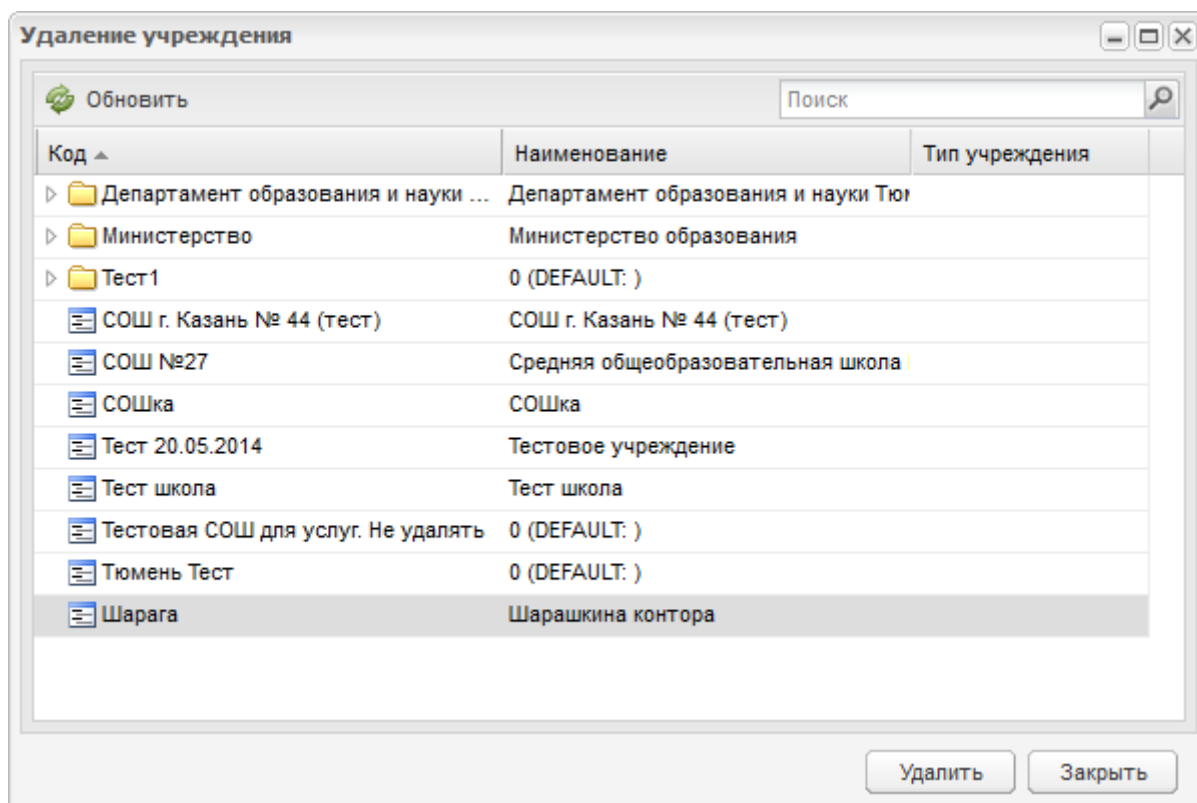 Удаление учреждения
Обновить Поиск
Код Наименование Тип учреждения
Департамент образования и науки ... Департамент образования и науки Тюм
Министерство Министерство образования
Тест1 0 (DEFAULT: )
СОШ г. Казань № 44 (тест) СОШ г. Казань № 44 (тест)
СОШ №27 Средняя общеобразовательная школа
СОШка СОШка
Тест 20.05.2014 Тестовое учреждение
Тест школа Тест школа
Тестовая СОШ для услуг. Не удалять 0 (DEFAULT: )
Тюмень Тест 0 (DEFAULT: )
Шарага Шарашкина контора
Удалить Закрыть